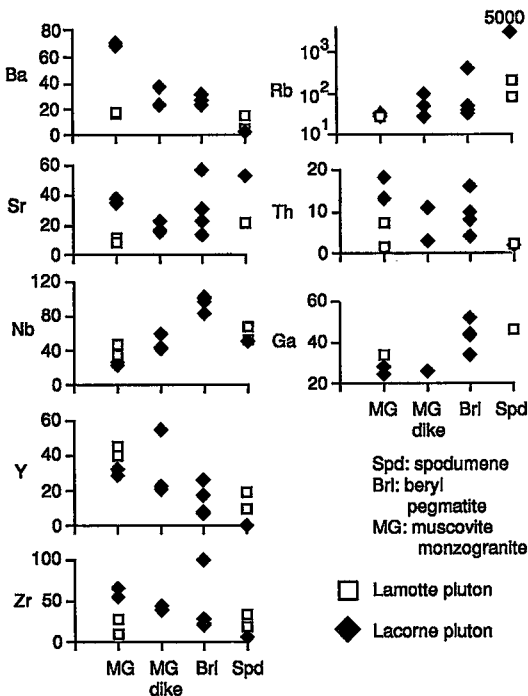 Ba
80
60
40
20
0
Sr
60
40
20
0
Nb
120
80
40
0
Y
60
40
20
0
Zr
100
50
0
MG MG dike Brl Spd
5000
Rb
10³
10²
10¹
Th
20
10
0
Ga
60
40
20
MG MG dike Brl Spd
Spd: spodumene
Brl: beryl
pegmatite
MG: muscovite
monzogranite
Lamotte pluton
Lacorne pluton